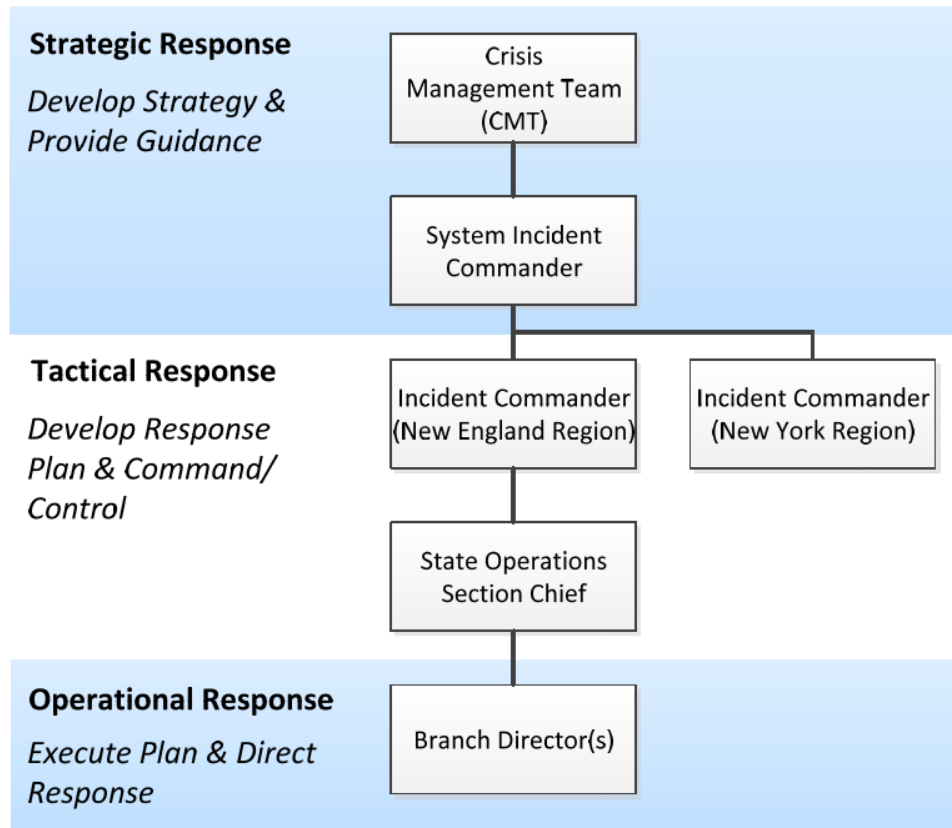 Strategic Response
Develop Strategy &
Provide Guidance
Crisis
Management Team
(CMT)
System Incident
Commander
Tactical Response
Develop Response
Plan & Command/
Control
Incident Commander
(New England Region)
Incident Commander
(New York Region)
State Operations
Section Chief
Operational Response
Execute Plan & Direct
Response
Branch Director(s)